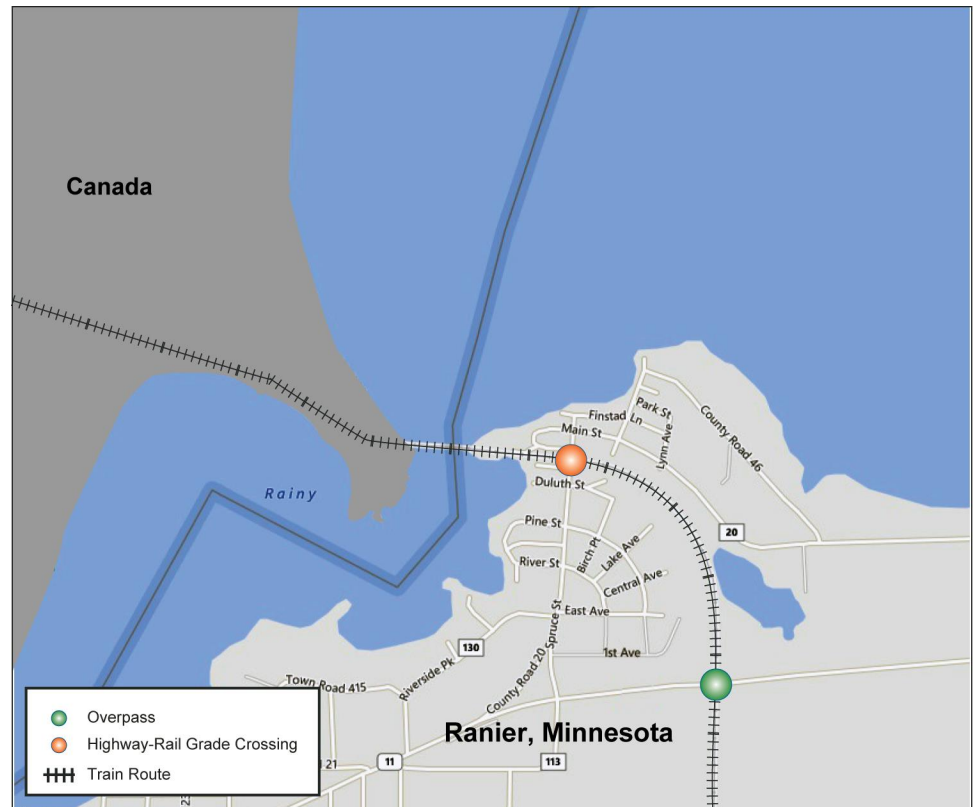 Canada
Rainy
Park St
Finstad Ln
Main St
Lynn Ave
County Road 46
Duluth St
20
Pine St
Birch Pt
Lake Ave
River St
Central Ave
East Ave
Spruce St
130
1st Ave
Riverside Pk
Town Road 415
County Road 20
Ranier, Minnesota
11
113
21
23
Overpass
Highway-Rail Grade Crossing
Train Route